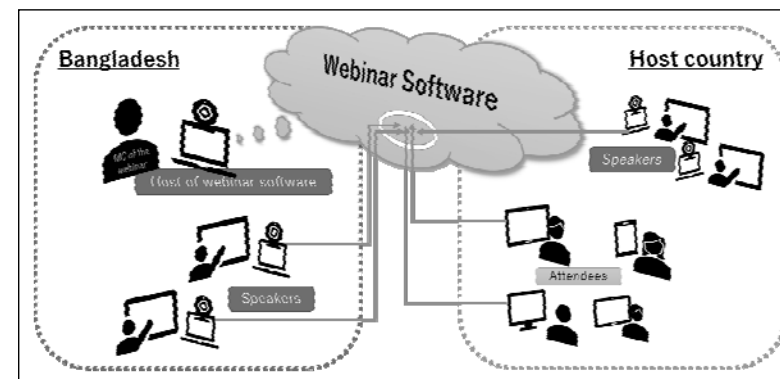 Bangladesh
Webinar Software
Host country
MC of the
webinar
Host of webinar software
Speakers
Speakers
Attendees